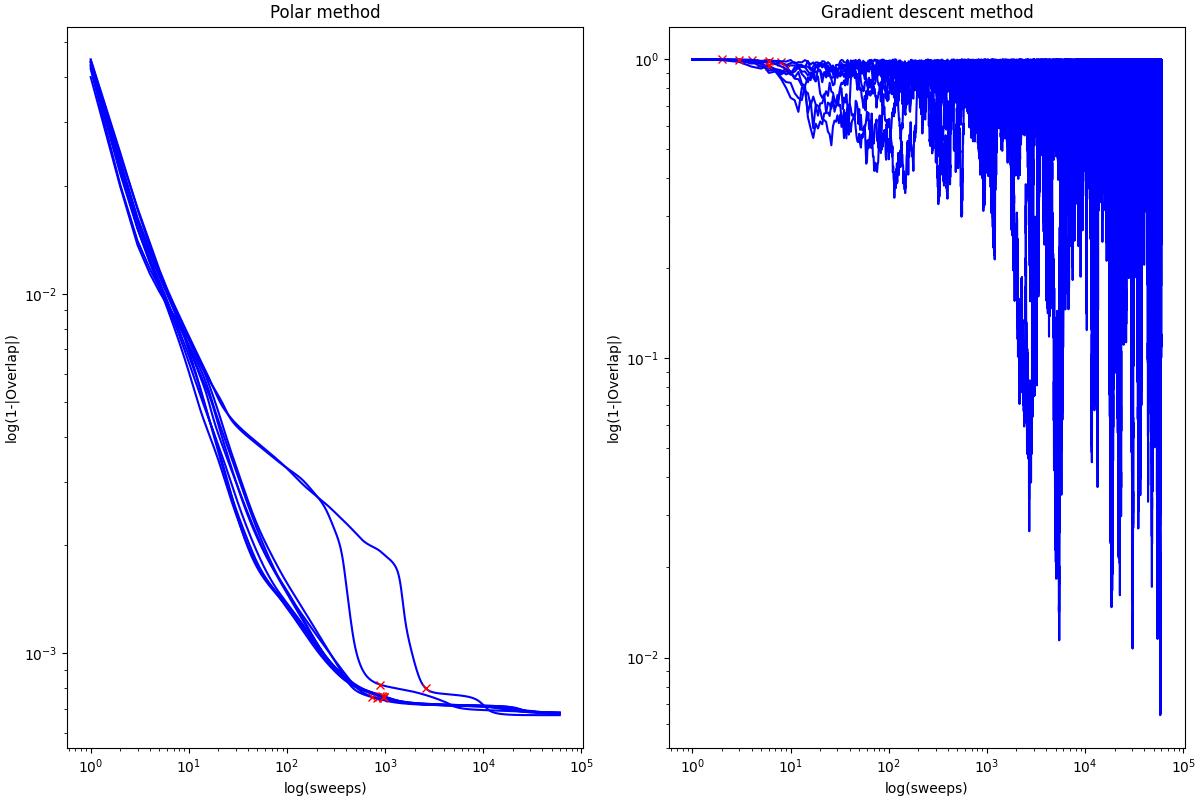 Polar method
log(1-|Overlap|)
10⁻²
10⁻³
10⁰ 10¹ 10² 10³ 10⁴ 10⁵
log(sweeps)
Gradient descent method
log(1-|Overlap|)
10⁰
10⁻¹
10⁻²
10⁰ 10¹ 10² 10³ 10⁴ 10⁵
log(sweeps)